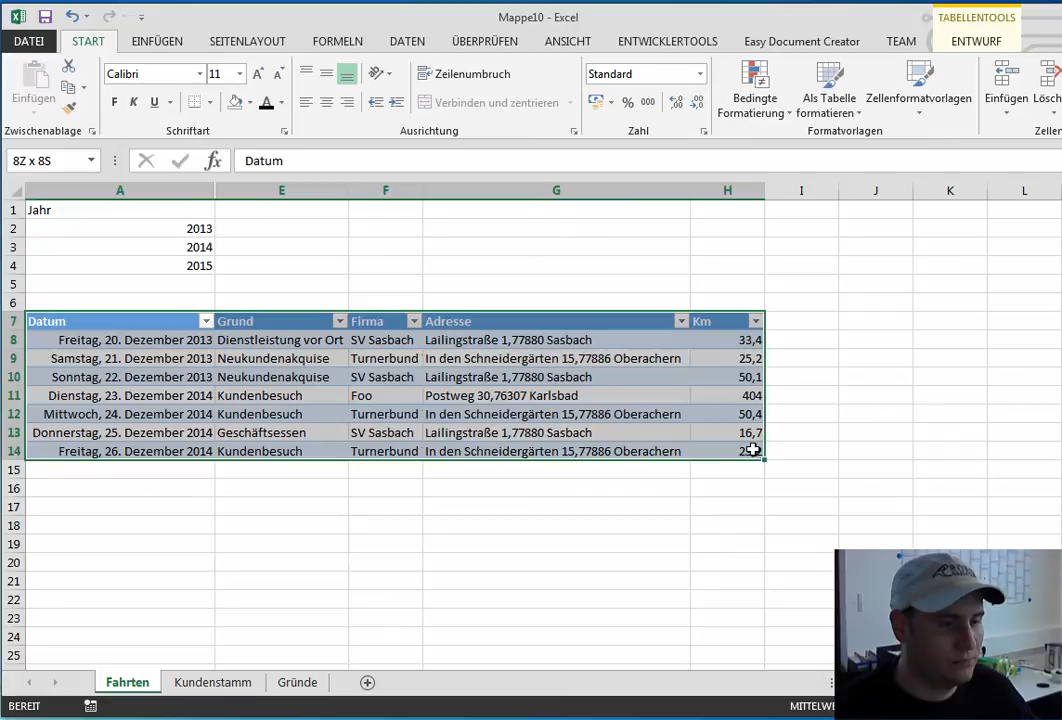 Mappe10 - Excel
TABELLENTOOLS
DATEI START EINFÜGEN SEITENLAYOUT FORMELN DATEN ÜBERPRÜFEN ANSICHT ENTWICKLERTOOLS Easy Document Creator TEAM ENTWURF
Einfügen
Calibri 11
F K U
Zeilenumbruch
Verbinden und zentrieren
Standard
% 000
Bedingte Formatierung
Als Tabelle formatieren
Zellenformatvorlagen
Einfügen
Lösch
Zwischenablage Schriftart Ausrichtung Zahl Formatvorlagen
8Z x 8S fx Datum
A E F G H I J K L
1 Jahr
2 2013
3 2014
4 2015
5
6
7 Datum Grund Firma Adresse Km
8 Freitag, 20. Dezember 2013 Dienstleistung vor Ort SV Sasbach Lailingstraße 1,77880 Sasbach 33,4
9 Samstag, 21. Dezember 2013 Neukundenakquise Turnerbund In den Schneidergärten 15,77886 Oberachern 25,2
10 Sonntag, 22. Dezember 2013 Neukundenakquise SV Sasbach Lailingstraße 1,77880 Sasbach 50,1
11 Dienstag, 23. Dezember 2014 Kundenbesuch Foo Postweg 30,76307 Karlsbad 404
12 Mittwoch, 24. Dezember 2014 Kundenbesuch Turnerbund In den Schneidergärten 15,77886 Oberachern 50,4
13 Donnerstag, 25. Dezember 2014 Geschäftsessen SV Sasbach Lailingstraße 1,77880 Sasbach 16,7
14 Freitag, 26. Dezember 2014 Kundenbesuch Turnerbund In den Schneidergärten 15,77886 Oberachern
15
16
17
18
19
20
21
22
23
24
25
Fahrten Kundenstamm Gründe
BEREIT MITTELWE